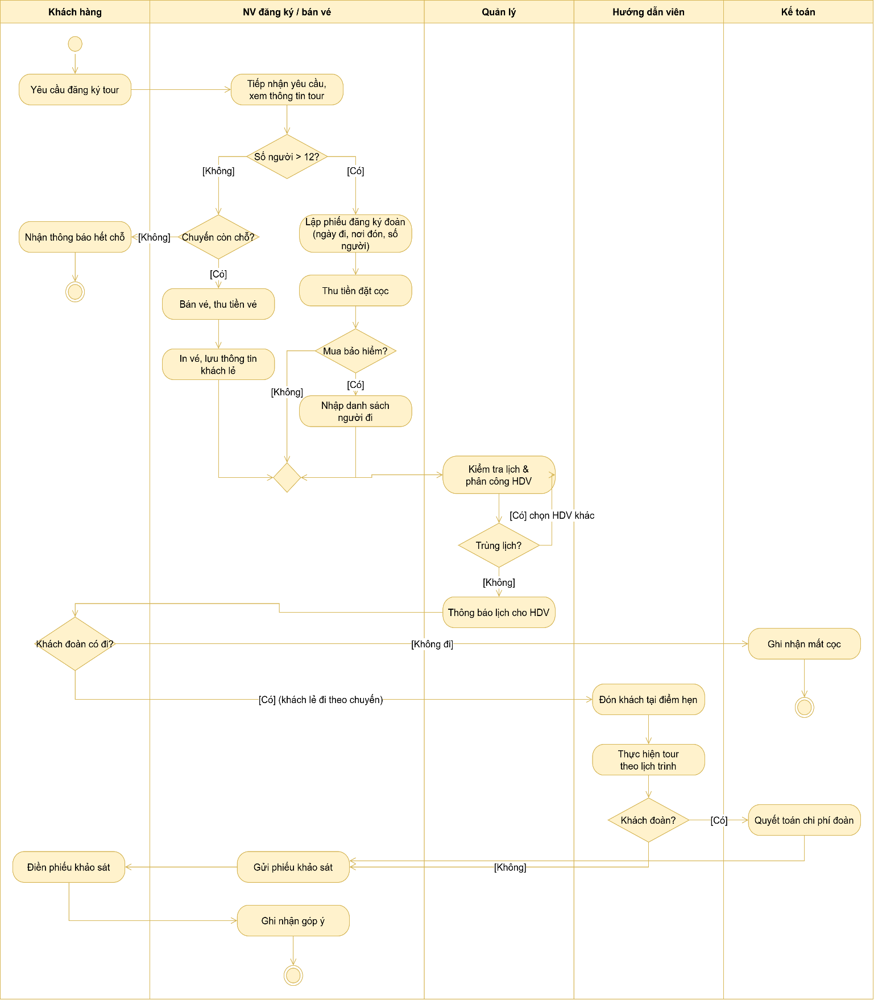 Khách hàng
NV đăng ký / bán vé
Quản lý
Hướng dẫn viên
Kế toán
Yêu cầu đăng ký tour
Tiếp nhận yêu cầu,
xem thông tin tour
Số người > 12?
[Không]
[Có]
Nhận thông báo hết chỗ
[Không]
Chuyến còn chỗ?
Lập phiếu đăng ký đoàn
(ngày đi, nơi đón, số
người)
[Có]
Bán vé, thu tiền vé
Thu tiền đặt cọc
In vé, lưu thông tin
khách lẻ
Mua bảo hiểm?
[Không]
[Có]
Nhập danh sách
người đi
Kiểm tra lịch &
phân công HDV
[Có] chọn HDV khác
Trùng lịch?
[Không]
Thông báo lịch cho HDV
Khách đoàn có đi?
[Không đi]
Ghi nhận mất cọc
[Có] (khách lẻ đi theo chuyến)
Đón khách tại điểm hẹn
Thực hiện tour
theo lịch trình
Khách đoàn?
[Có]
Quyết toán chi phí đoàn
Điền phiếu khảo sát
Gửi phiếu khảo sát
[Không]
Ghi nhận góp ý